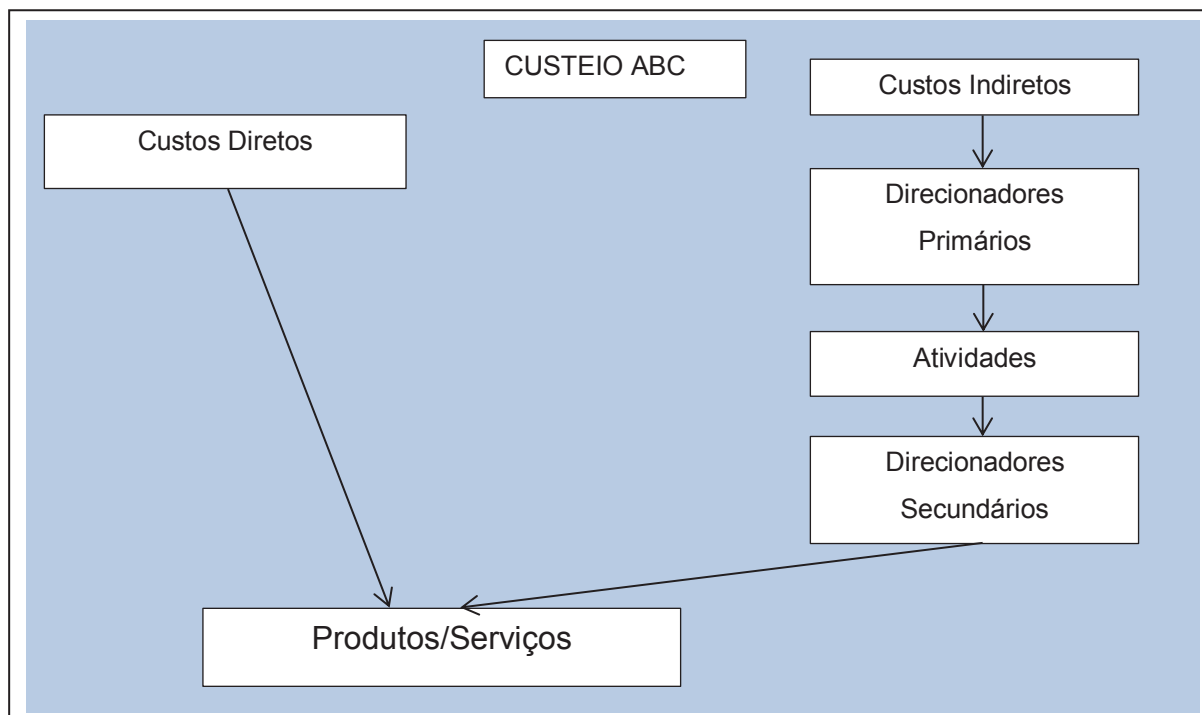 CUSTEIO ABC
Custos Diretos
Custos Indiretos
Direcionadores
Primários
Atividades
Direcionadores
Secundários
Produtos/Serviços